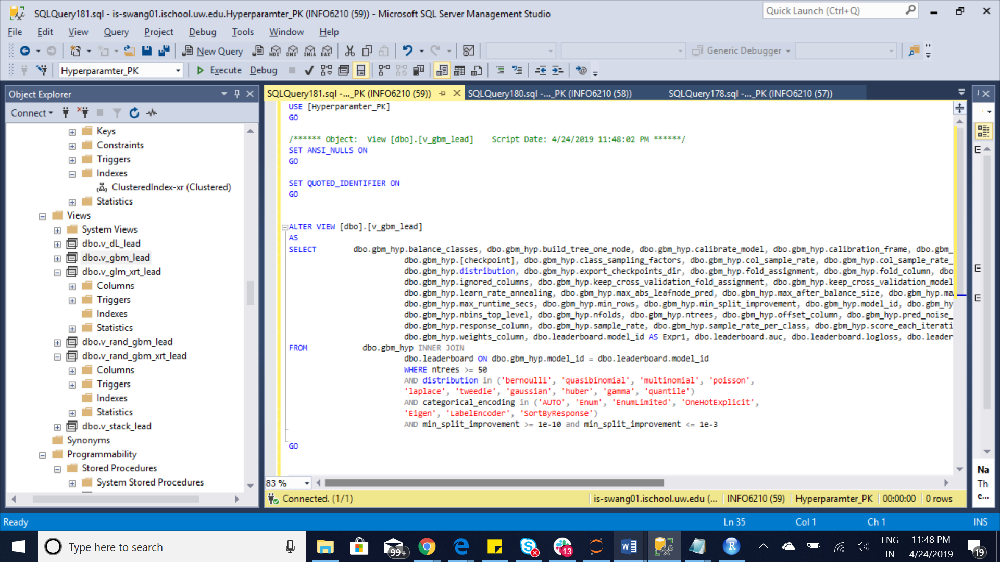 SQLQuery181.sql - is-swang01.ischool.uw.edu.Hyperparamter_PK (INFO6210 (59)) - Microsoft SQL Server Management Studio
Quick Launch (Ctrl+Q)
File Edit View Query Project Debug Tools Window Help
New Query MDX DMX XMLA DAX Generic Debugger
Hyperparamter_PK Execute Debug
Object Explorer
Connect
Keys
Constraints
Triggers
Indexes
ClusteredIndex-xr (Clustered)
Statistics
Views
System Views
dbo.v_dL_lead
dbo.v_gbm_lead
dbo.v_glm_xrt_lead
Columns
Triggers
Indexes
Statistics
dbo.v_rand_gbm_lead
dbo.v_rand_gbm_xrt_lead
Columns
Triggers
Indexes
Statistics
dbo.v_stack_lead
Synonyms
Programmability
Stored Procedures
System Stored Procedures
SQLQuery181.sql -..._PK (INFO6210 (59)) SQLQuery180.sql -..._PK (INFO6210 (58)) SQLQuery178.sql -..._PK (INFO6210 (57))
USE [Hyperparamter_PK]
GO
/****** Object:  View [dbo].[v_gbm_lead]    Script Date: 4/24/2019 11:48:02 PM ******/
SET ANSI_NULLS ON
GO
SET QUOTED_IDENTIFIER ON
GO
ALTER VIEW [dbo].[v_gbm_lead]
AS
SELECT dbo.gbm_hyp.balance_classes, dbo.gbm_hyp.build_tree_one_node, dbo.gbm_hyp.calibrate_model, dbo.gbm_hyp.calibration_frame, dbo.gbm_
dbo.gbm_hyp.[checkpoint], dbo.gbm_hyp.class_sampling_factors, dbo.gbm_hyp.col_sample_rate, dbo.gbm_hyp.col_sample_rate_
dbo.gbm_hyp.distribution, dbo.gbm_hyp.export_checkpoints_dir, dbo.gbm_hyp.fold_assignment, dbo.gbm_hyp.fold_column, dbo
dbo.gbm_hyp.ignored_columns, dbo.gbm_hyp.keep_cross_validation_fold_assignment, dbo.gbm_hyp.keep_cross_validation_model
dbo.gbm_hyp.learn_rate_annealing, dbo.gbm_hyp.max_abs_leafnode_pred, dbo.gbm_hyp.max_after_balance_size, dbo.gbm_hyp.ma
dbo.gbm_hyp.max_runtime_secs, dbo.gbm_hyp.min_rows, dbo.gbm_hyp.min_split_improvement, dbo.gbm_hyp.model_id, dbo.gbm_hy
dbo.gbm_hyp.nbins_top_level, dbo.gbm_hyp.nfolds, dbo.gbm_hyp.ntrees, dbo.gbm_hyp.offset_column, dbo.gbm_hyp.pred_noise_
dbo.gbm_hyp.response_column, dbo.gbm_hyp.sample_rate, dbo.gbm_hyp.sample_rate_per_class, dbo.gbm_hyp.score_each_iterati
dbo.gbm_hyp.weights_column, dbo.leaderboard.model_id AS Expr1, dbo.leaderboard.auc, dbo.leaderboard.logloss, dbo.leader
FROM dbo.gbm_hyp INNER JOIN
dbo.leaderboard ON dbo.gbm_hyp.model_id = dbo.leaderboard.model_id
WHERE ntrees >= 50
AND distribution in ('bernoulli', 'quasibinomial', 'multinomial', 'poisson',
'laplace', 'tweedie', 'gaussian', 'huber', 'gamma', 'quantile')
AND categorical_encoding in ('AUTO', 'Enum', 'EnumLimited', 'OneHotExplicit',
'Eigen', 'LabelEncoder', 'SortByResponse')
AND min_split_improvement >= 1e-10 and min_split_improvement <= 1e-3
GO
83 %
Connected. (1/1) is-swang01.ischool.uw.edu (... INFO6210 (59) Hyperparamter_PK 00:00:00 0 rows
Na
Th
e...
Ready Ln 35 Col 1 Ch 1 INS
Type here to search
99+
13
ENG
IN
11:48 PM
4/24/2019
19